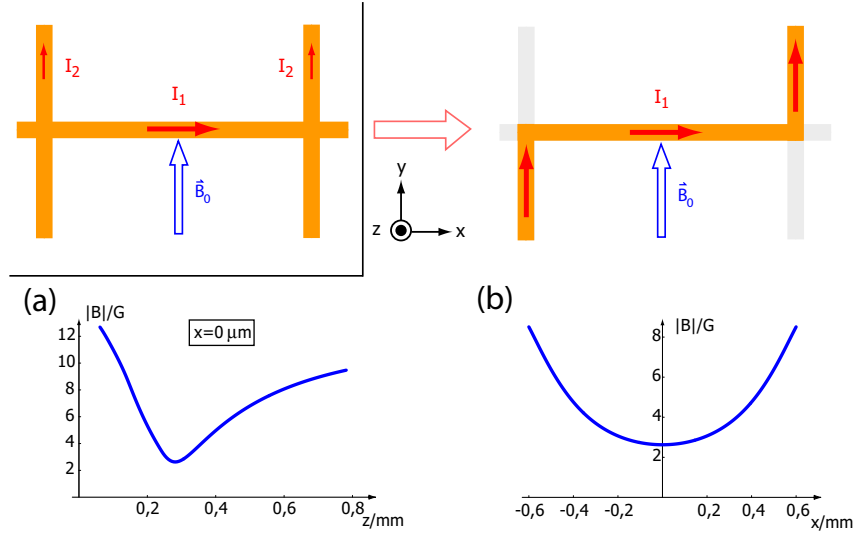 I₂
I₂
I₁
B⃗₀
I₁
B⃗₀
y
z
x
(a)
(b)
|B|/G
x=0 µm
12
10
8
6
4
2
0,2
0,4
0,6
0,8
z/mm
|B|/G
8
6
4
2
-0,6
-0,4
-0,2
0,2
0,4
0,6
x/mm